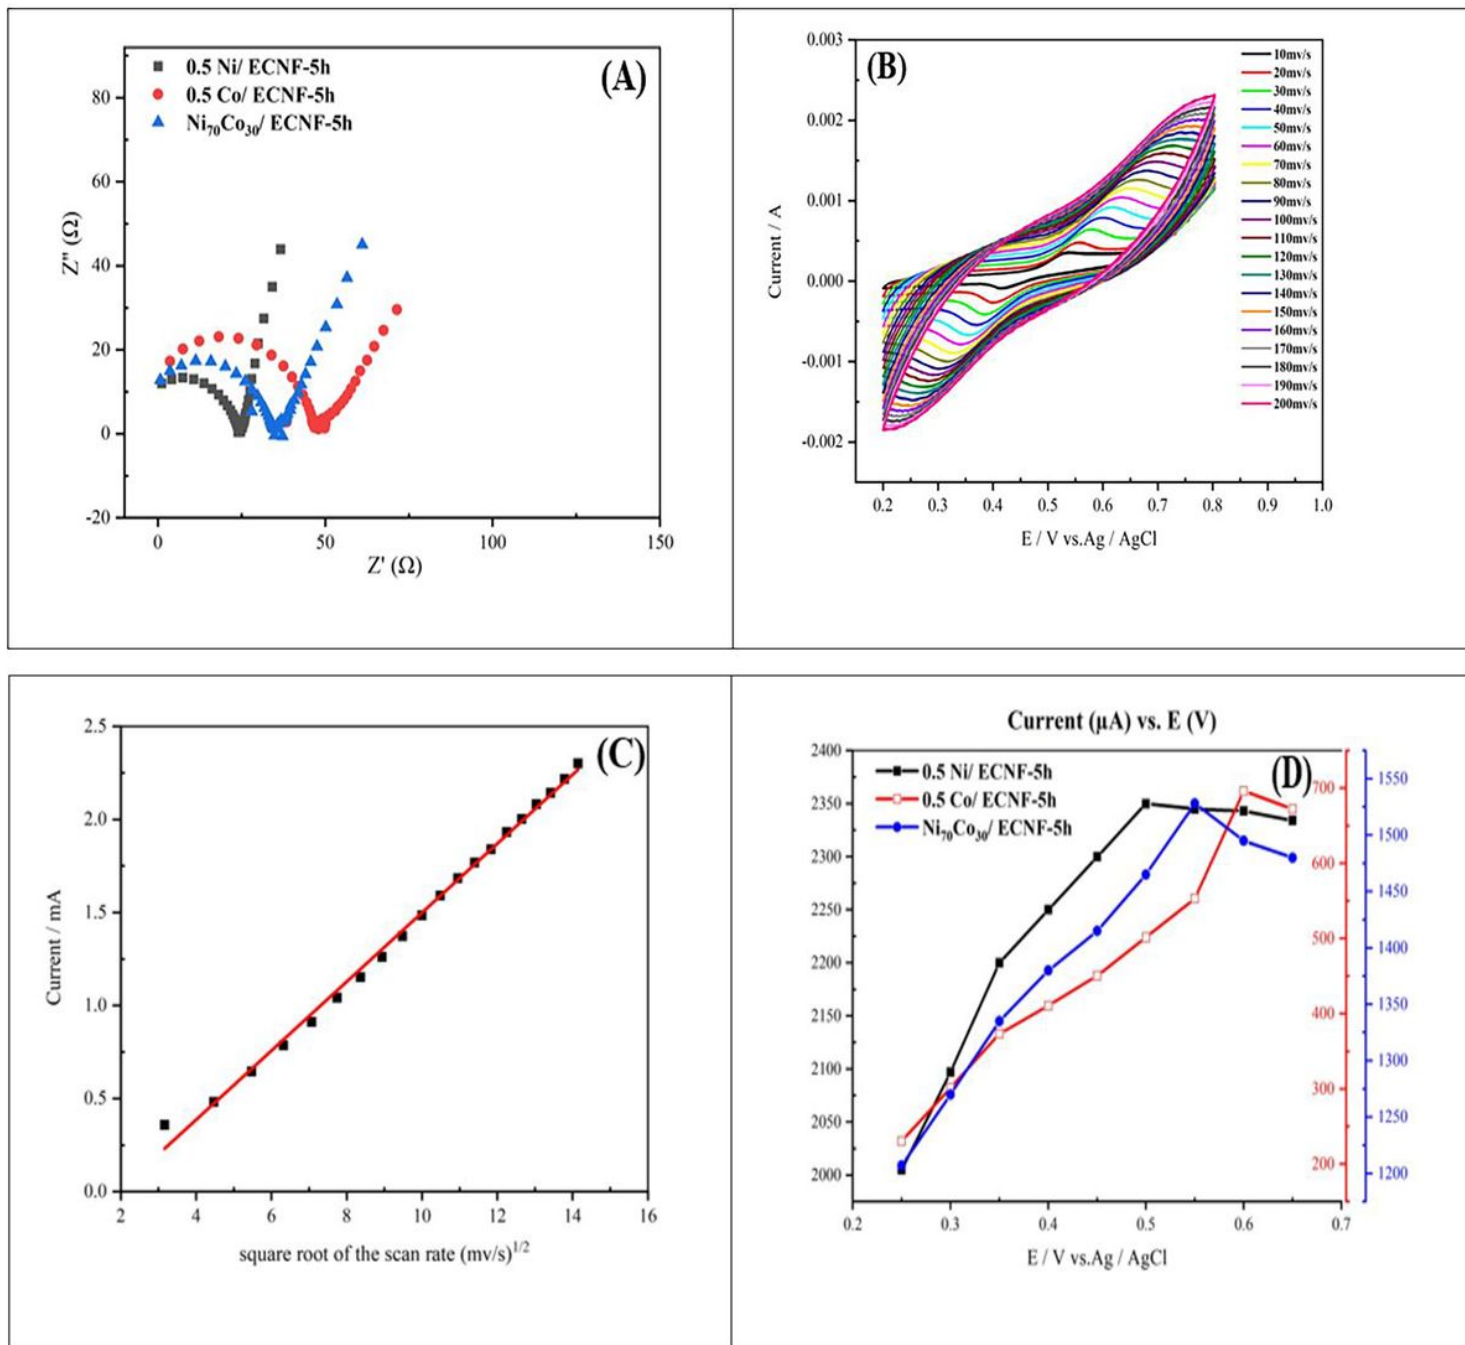 (A)
0.5 Ni/ ECNF-5h
0.5 Co/ ECNF-5h
Ni70Co30/ ECNF-5h
80
60
40
20
0
-20
Z'' (Ω)
0
50
100
150
Z' (Ω)
(B)
0.003
0.002
0.001
0.000
-0.001
-0.002
Current / A
10mv/s
20mv/s
30mv/s
40mv/s
50mv/s
60mv/s
70mv/s
80mv/s
90mv/s
100mv/s
110mv/s
120mv/s
130mv/s
140mv/s
150mv/s
160mv/s
170mv/s
180mv/s
190mv/s
200mv/s
0.2 0.3 0.4 0.5 0.6 0.7 0.8 0.9 1.0
E / V vs.Ag / AgCl
(C)
2.5
2.0
1.5
1.0
0.5
0.0
Current / mA
2 4 6 8 10 12 14 16
square root of the scan rate (mv/s)1/2
Current (μA) vs. E (V)
(D)
0.5 Ni/ ECNF-5h
0.5 Co/ ECNF-5h
Ni70Co30/ ECNF-5h
2400
2350
2300
2250
2200
2150
2100
2050
2000
700
600
500
400
300
200
1550
1500
1450
1400
1350
1300
1250
1200
0.2 0.3 0.4 0.5 0.6 0.7
E / V vs.Ag / AgCl